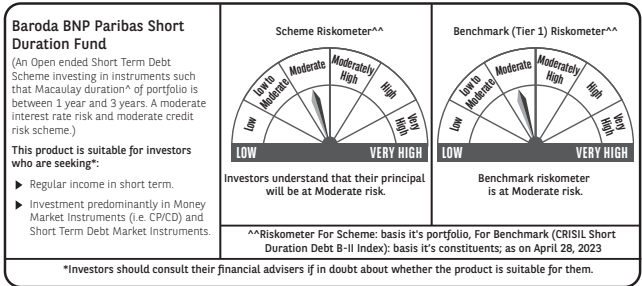 Baroda BNP Paribas Short
Duration Fund
(An Open ended Short Term Debt
Scheme investing in instruments such
that Macaulay duration^ of portfolio is
between 1 year and 3 years. A moderate
interest rate risk and moderate credit
risk scheme.)
This product is suitable for investors
who are seeking*:
▶ Regular income in short term.
▶ Investment predominantly in Money
Market Instruments (i.e. CP/CD) and
Short Term Debt Market Instruments.
Scheme Riskometer^^
Low
Low to
Moderate
Moderate
Moderately
High
High
Very
High
LOW VERY HIGH
Investors understand that their principal
will be at Moderate risk.
Benchmark (Tier 1) Riskometer^^
Low
Low to
Moderate
Moderate
Moderately
High
High
Very
High
LOW VERY HIGH
Benchmark riskometer
is at Moderate risk.
^^Riskometer For Scheme: basis it's portfolio, For Benchmark (CRISIL Short
Duration Debt B-II Index): basis it's constituents; as on April 28, 2023
*Investors should consult their financial advisers if in doubt about whether the product is suitable for them.